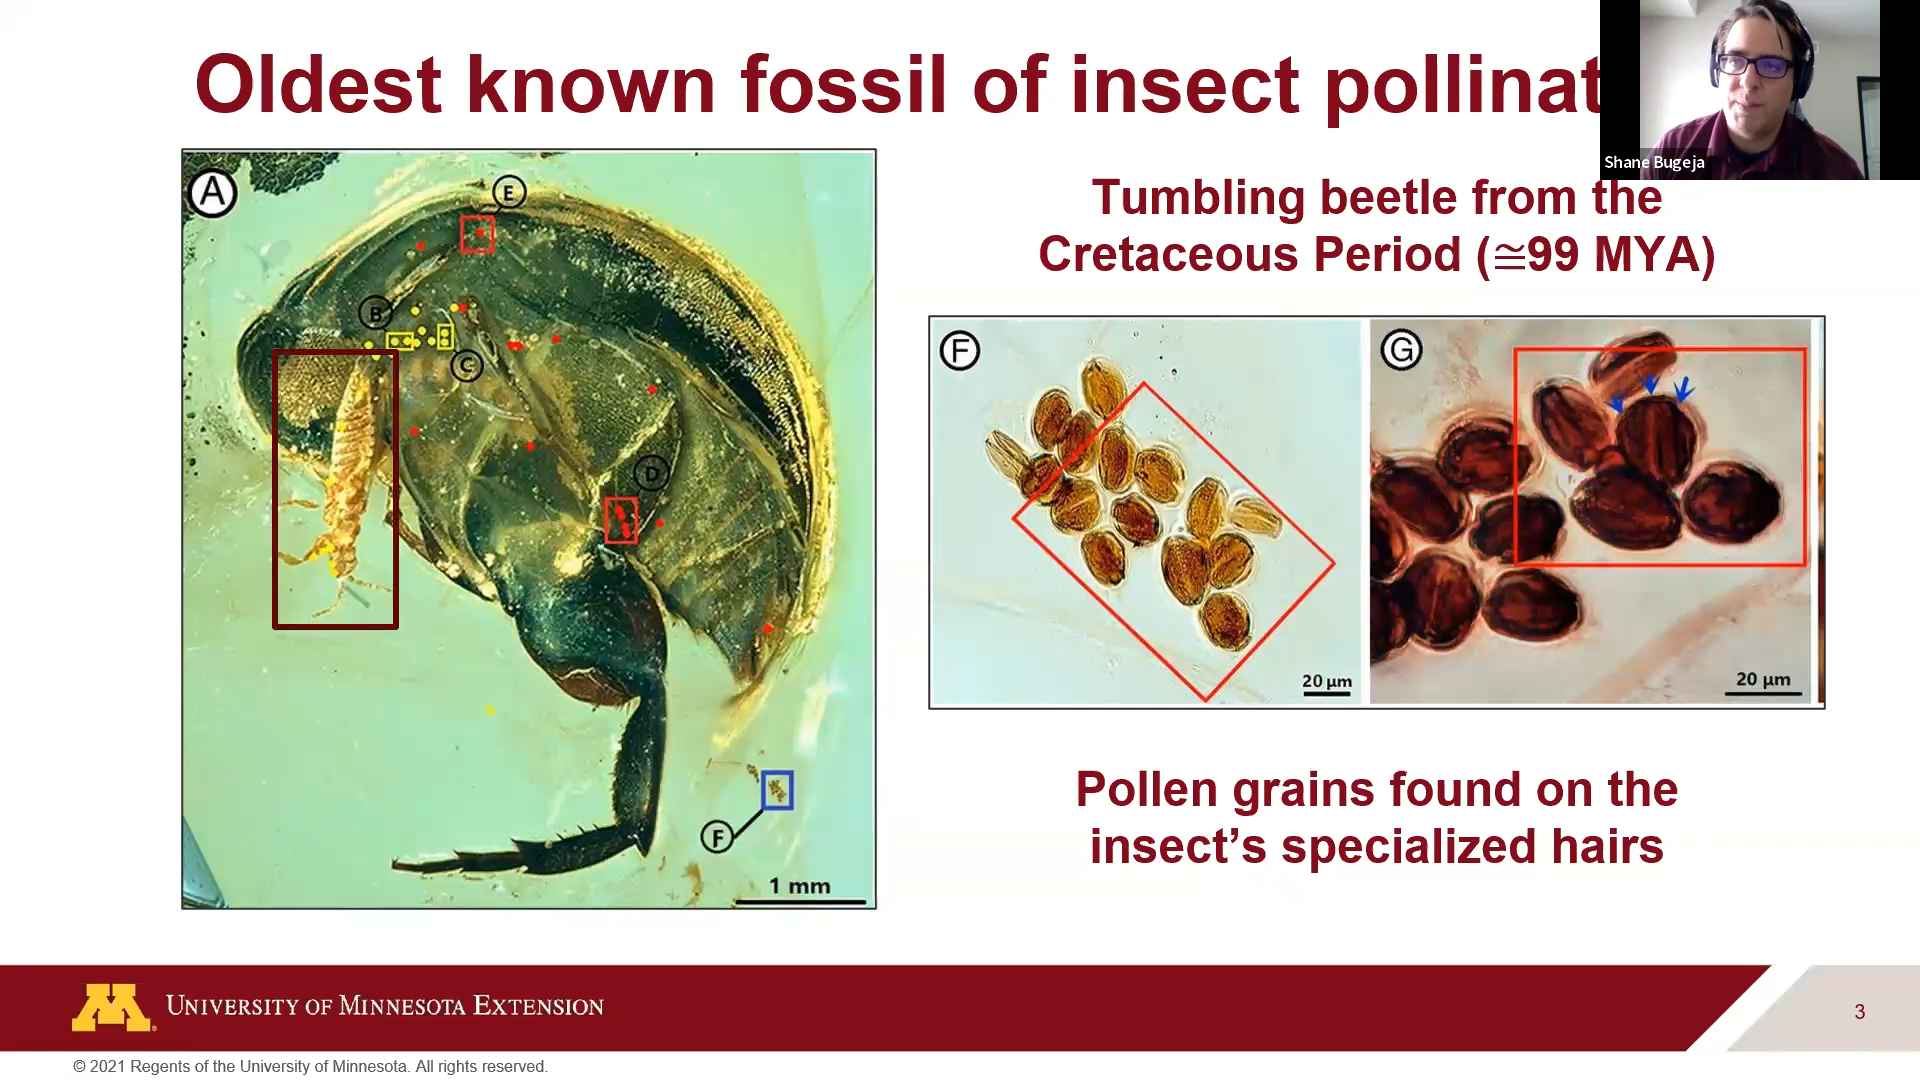 Oldest known fossil of insect pollinat
Shane Bugeja
Tumbling beetle from the
Cretaceous Period (≅99 MYA)
A
E
B
C
D
F
1 mm
F
20 µm
G
20 µm
Pollen grains found on the
insect’s specialized hairs
M
UNIVERSITY OF MINNESOTA EXTENSION
3
© 2021 Regents of the University of Minnesota. All rights reserved.